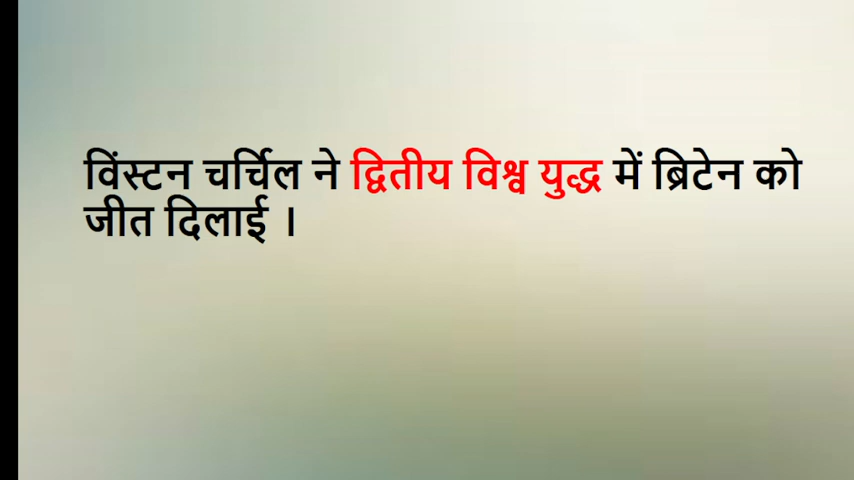 विंस्टन चर्चिल ने द्वितीय विश्व युद्ध में ब्रिटेन को
जीत दिलाई ।